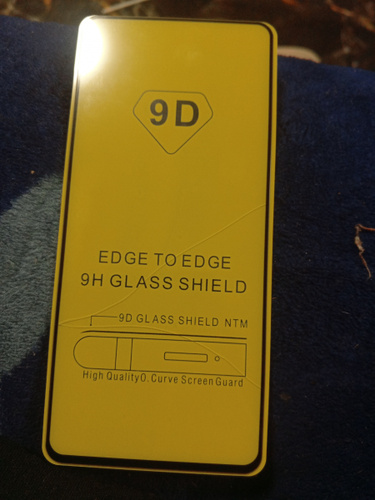 9D
EDGE TO EDGE
9H GLASS SHIELD
9D GLASS SHIELD NTM
High Quality0. Curve Screen Guard